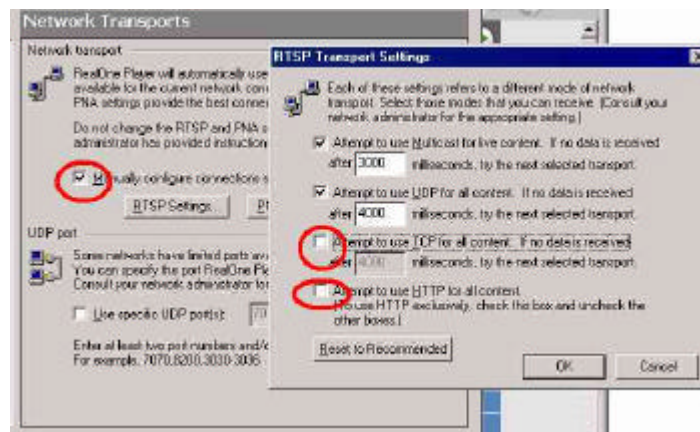 Network Transports
Network transport
RealOne Player will automatically use
available for the current network conn
PNA settings provide the best connec
Do not change the RTSP and PNA s
administrator has provided instruction
Manually configure connections s
RTSP Settings
UDP port
Some networks have limited ports av
You can specify the port RealOne Pl
Consult your network administrator fo
Use specific UDP port(s): 70
Enter at least two port numbers and/o
For example, 7070,8200,3030-3036
RTSP Transport Settings
Each of these settings refers to a different mode of network
transport. Select those modes that you can receive. (Consult your
network administrator for the appropriate setting.)
Attempt to use Multicast for live content. If no data is received
after 3000 milliseconds, try the next selected transport.
Attempt to use UDP for all content. If no data is received
after 4000 milliseconds, try the next selected transport.
Attempt to use TCP for all content. If no data is received
after 4000 milliseconds, try the next selected transport.
Attempt to use HTTP for all content.
(To use HTTP exclusively, check this box and uncheck the
other boxes.)
Reset to Recommended
OK
Cancel